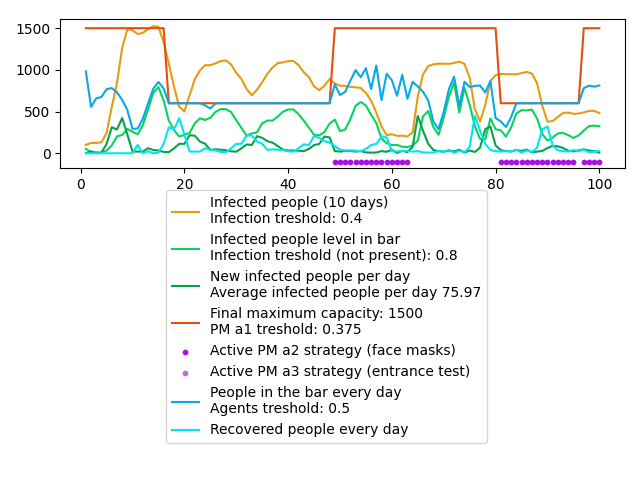 1500
1000
500
0
0
20
40
60
80
100
Infected people (10 days)
Infection treshold: 0.4
Infected people level in bar
Infection treshold (not present): 0.8
New infected people per day
Average infected people per day 75.97
Final maximum capacity: 1500
PM a1 treshold: 0.375
Active PM a2 strategy (face masks)
Active PM a3 strategy (entrance test)
People in the bar every day
Agents treshold: 0.5
Recovered people every day